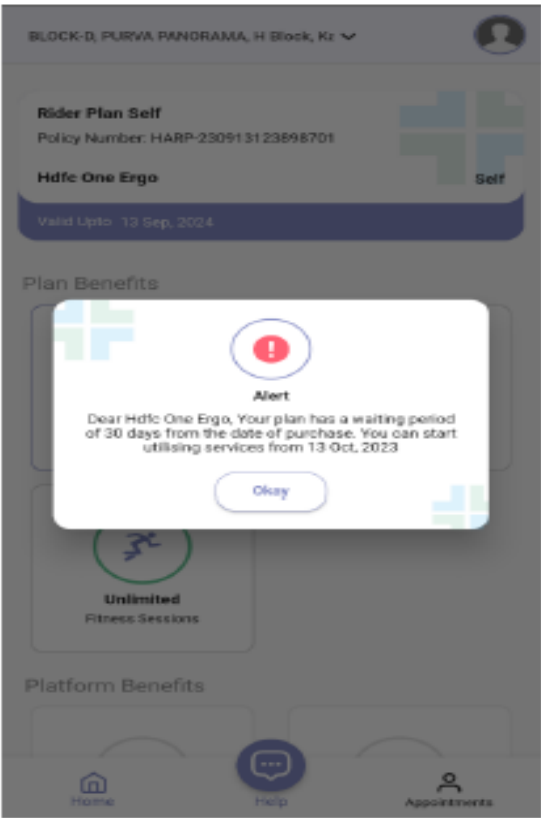 BLOCK-D, PURVA PANORAMA, H Block, Kz
Rider Plan Self
Policy Number: HARP-230913123898701
Hdfc One Ergo
Self
Valid Upto 13 Sep, 2024
Plan Benefits
Alert
Dear Hdfc One Ergo, Your plan has a waiting period
of 30 days from the date of purchase. You can start
utilising services from 13 Oct, 2023
Okay
Unlimited
Fitness Sessions
Platform Benefits
Home
Help
Appointments